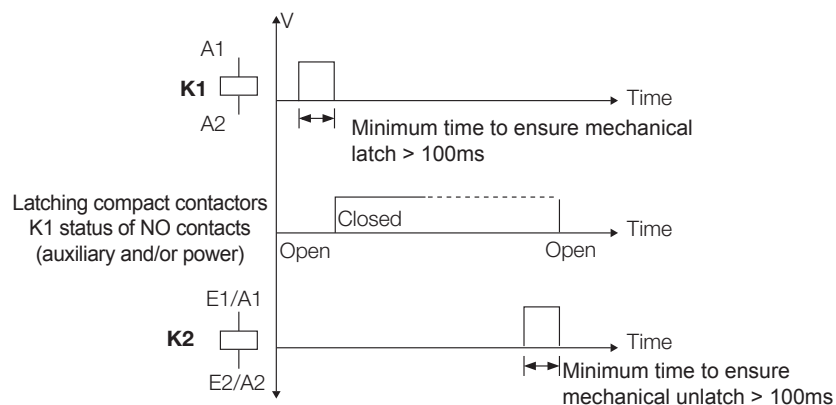 V
A1
K1
A2
Time
Minimum time to ensure mechanical
latch > 100ms
Latching compact contactors
K1 status of NO contacts
(auxiliary and/or power)
Closed
Time
Open
Open
E1/A1
K2
E2/A2
Time
Minimum time to ensure
mechanical unlatch > 100ms